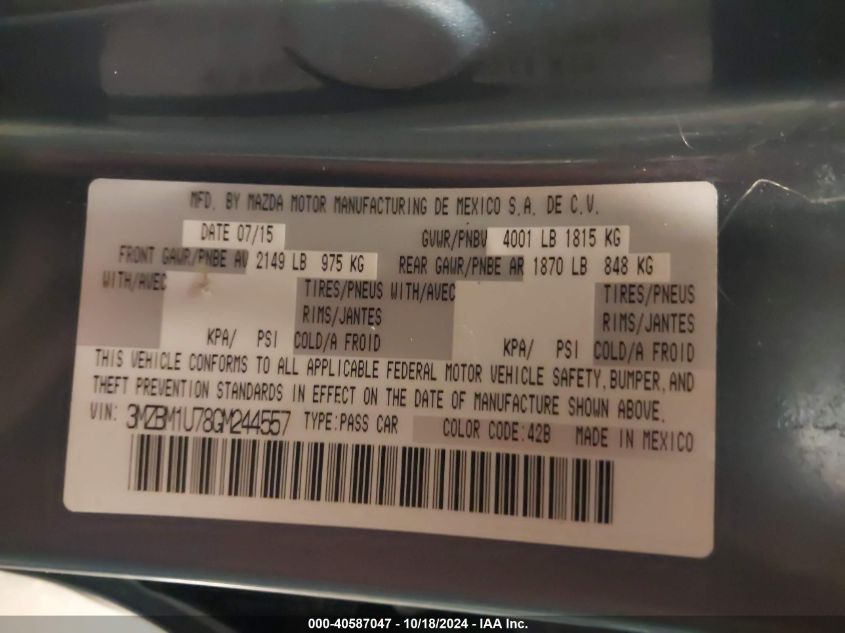 MFD. BY MAZDA MOTOR MANUFACTURING DE MEXICO S.A. DE C.V.
DATE 07/15 GVWR/PNBV 4001 LB 1815 KG
FRONT GAWR/PNBE AV 2149 LB 975 KG REAR GAWR/PNBE AR 1870 LB 848 KG
WITH/AVEC TIRES/PNEUS WITH/AVEC TIRES/PNEUS
RIMS/JANTES RIMS/JANTES
KPA/ PSI COLD/A FROID KPA/ PSI COLD/A FROID
THIS VEHICLE CONFORMS TO ALL APPLICABLE FEDERAL MOTOR VEHICLE SAFETY, BUMPER, AND
THEFT PREVENTION STANDARDS IN EFFECT ON THE DATE OF MANUFACTURE SHOWN ABOVE.
VIN: 3MZBM1U78GM244557 TYPE:PASS CAR COLOR CODE:42B MADE IN MEXICO
000-40587047 - 10/18/2024 - IAA Inc.